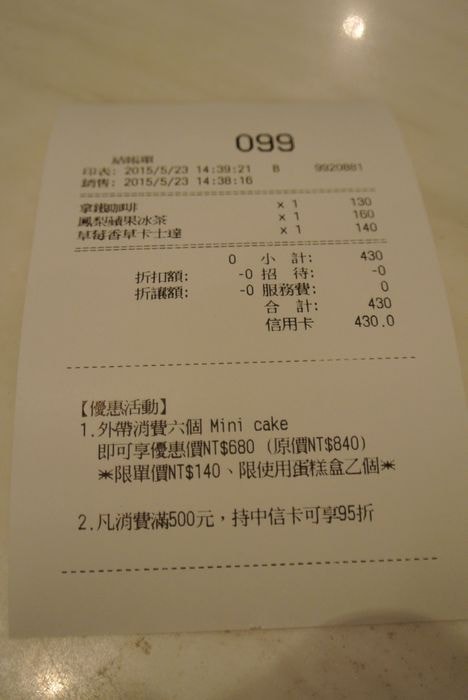 099
結帳單
印表: 2015/5/23 14:39:21 B 9920881
銷售: 2015/5/23 14:38:16
拿鐵咖啡 x 1 130
鳳梨蘋果冰茶 x 1 160
草莓香草卡士達 x 1 140
0 小 計: 430
折扣額: -0 招 待: -0
折讓額: -0 服務費: 0
合 計: 430
信用卡 430.0
【優惠活動】
1.外帶消費六個 Mini cake
即可享優惠價NT$680 (原價NT$840)
*限單價NT$140、限使用蛋糕盒乙個*
2.凡消費滿500元，持中信卡可享95折